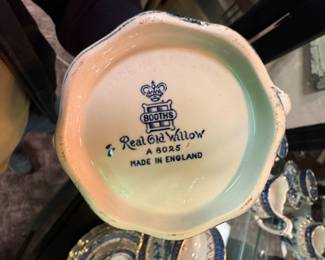 BOOTHS
Real Old Willow
A 8025
MADE IN ENGLAND